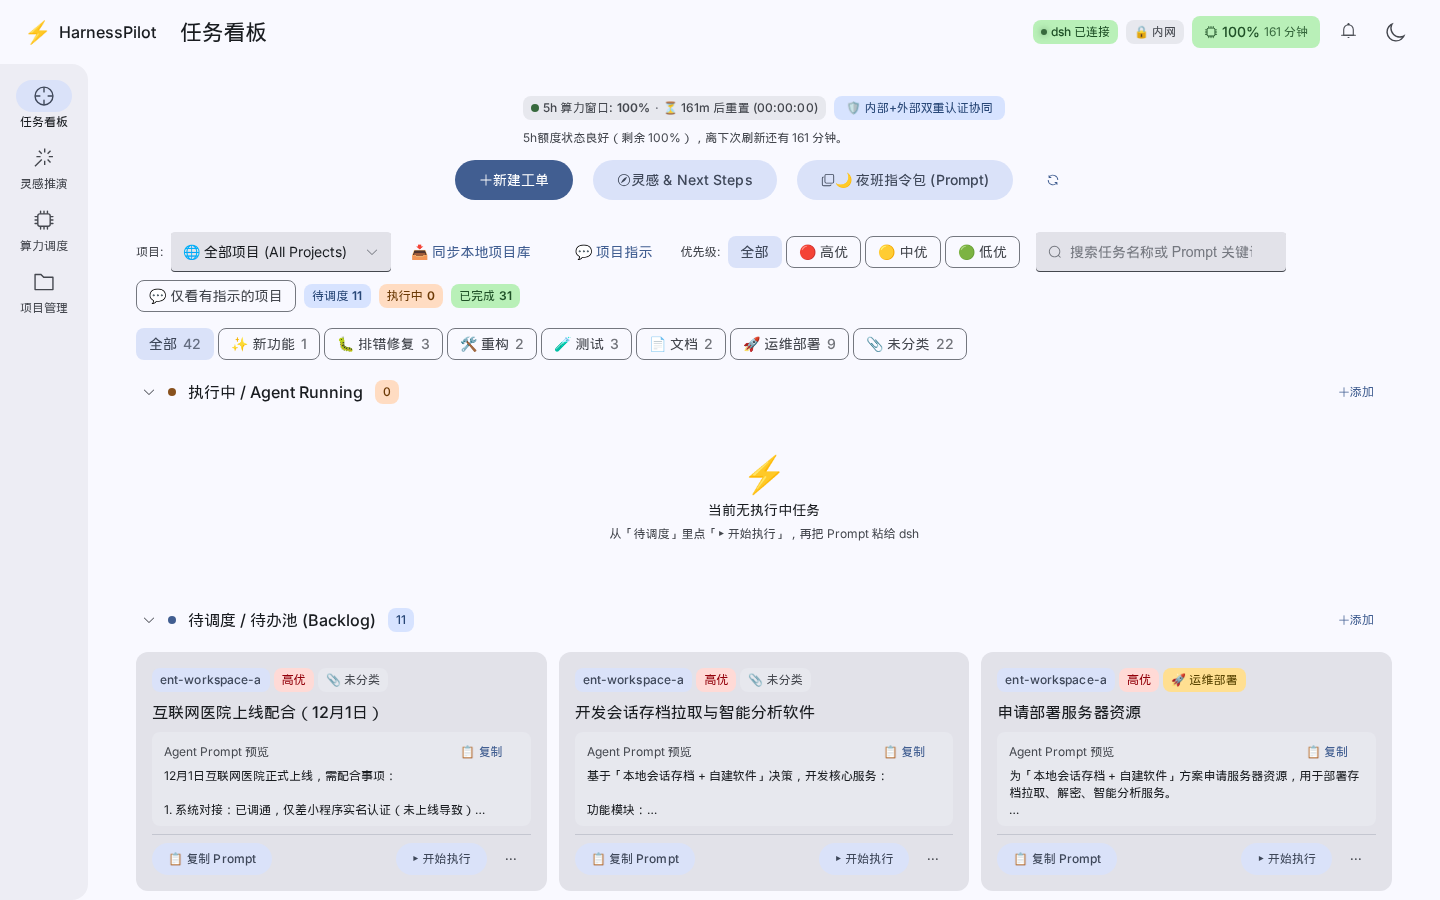 ⚡ HarnessPilot 任务看板
dsh 已连接 🔒 内网 100% 161 分钟
任务看板
灵感推演
算力调度
项目管理
5h 算力窗口: 100% · ⏳ 161m 后重置 (00:00:00) 🛡️ 内部+外部双重认证协同
5h额度状态良好（剩余 100%），离下次刷新还有 161 分钟。
新建工单 灵感 & Next Steps 🌙 夜班指令包 (Prompt)
项目: 🌐 全部项目 (All Projects) 📥 同步本地项目库 💬 项目指示 优先级: 全部 🔴 高优 🟡 中优 🟢 低优 搜索任务名称或 Prompt 关键
💬 仅看有指示的项目 待调度 11 执行中 0 已完成 31
全部 42 ✨ 新功能 1 🐛 排错修复 3 🛠️ 重构 2 🧪 测试 3 📄 文档 2 🚀 运维部署 9 📎 未分类 22
执行中 / Agent Running 0 添加
⚡
当前无执行中任务
从「待调度」里点「▸ 开始执行」，再把 Prompt 粘给 dsh
待调度 / 待办池 (Backlog) 11 添加
ent-workspace-a 高优 📎 未分类
互联网医院上线配合（12月1日）
Agent Prompt 预览 📋 复制
12月1日互联网医院正式上线，需配合事项：
1. 系统对接：已调通，仅差小程序实名认证（未上线导致）...
📋 复制 Prompt ▸ 开始执行 ...
ent-workspace-a 高优 📎 未分类
开发会话存档拉取与智能分析软件
Agent Prompt 预览 📋 复制
基于「本地会话存档 + 自建软件」决策，开发核心服务：
功能模块：...
📋 复制 Prompt ▸ 开始执行 ...
ent-workspace-a 高优 🚀 运维部署
申请部署服务器资源
Agent Prompt 预览 📋 复制
为「本地会话存档 + 自建软件」方案申请服务器资源，用于部署存
档拉取、解密、智能分析服务。
...
📋 复制 Prompt ▸ 开始执行 ...